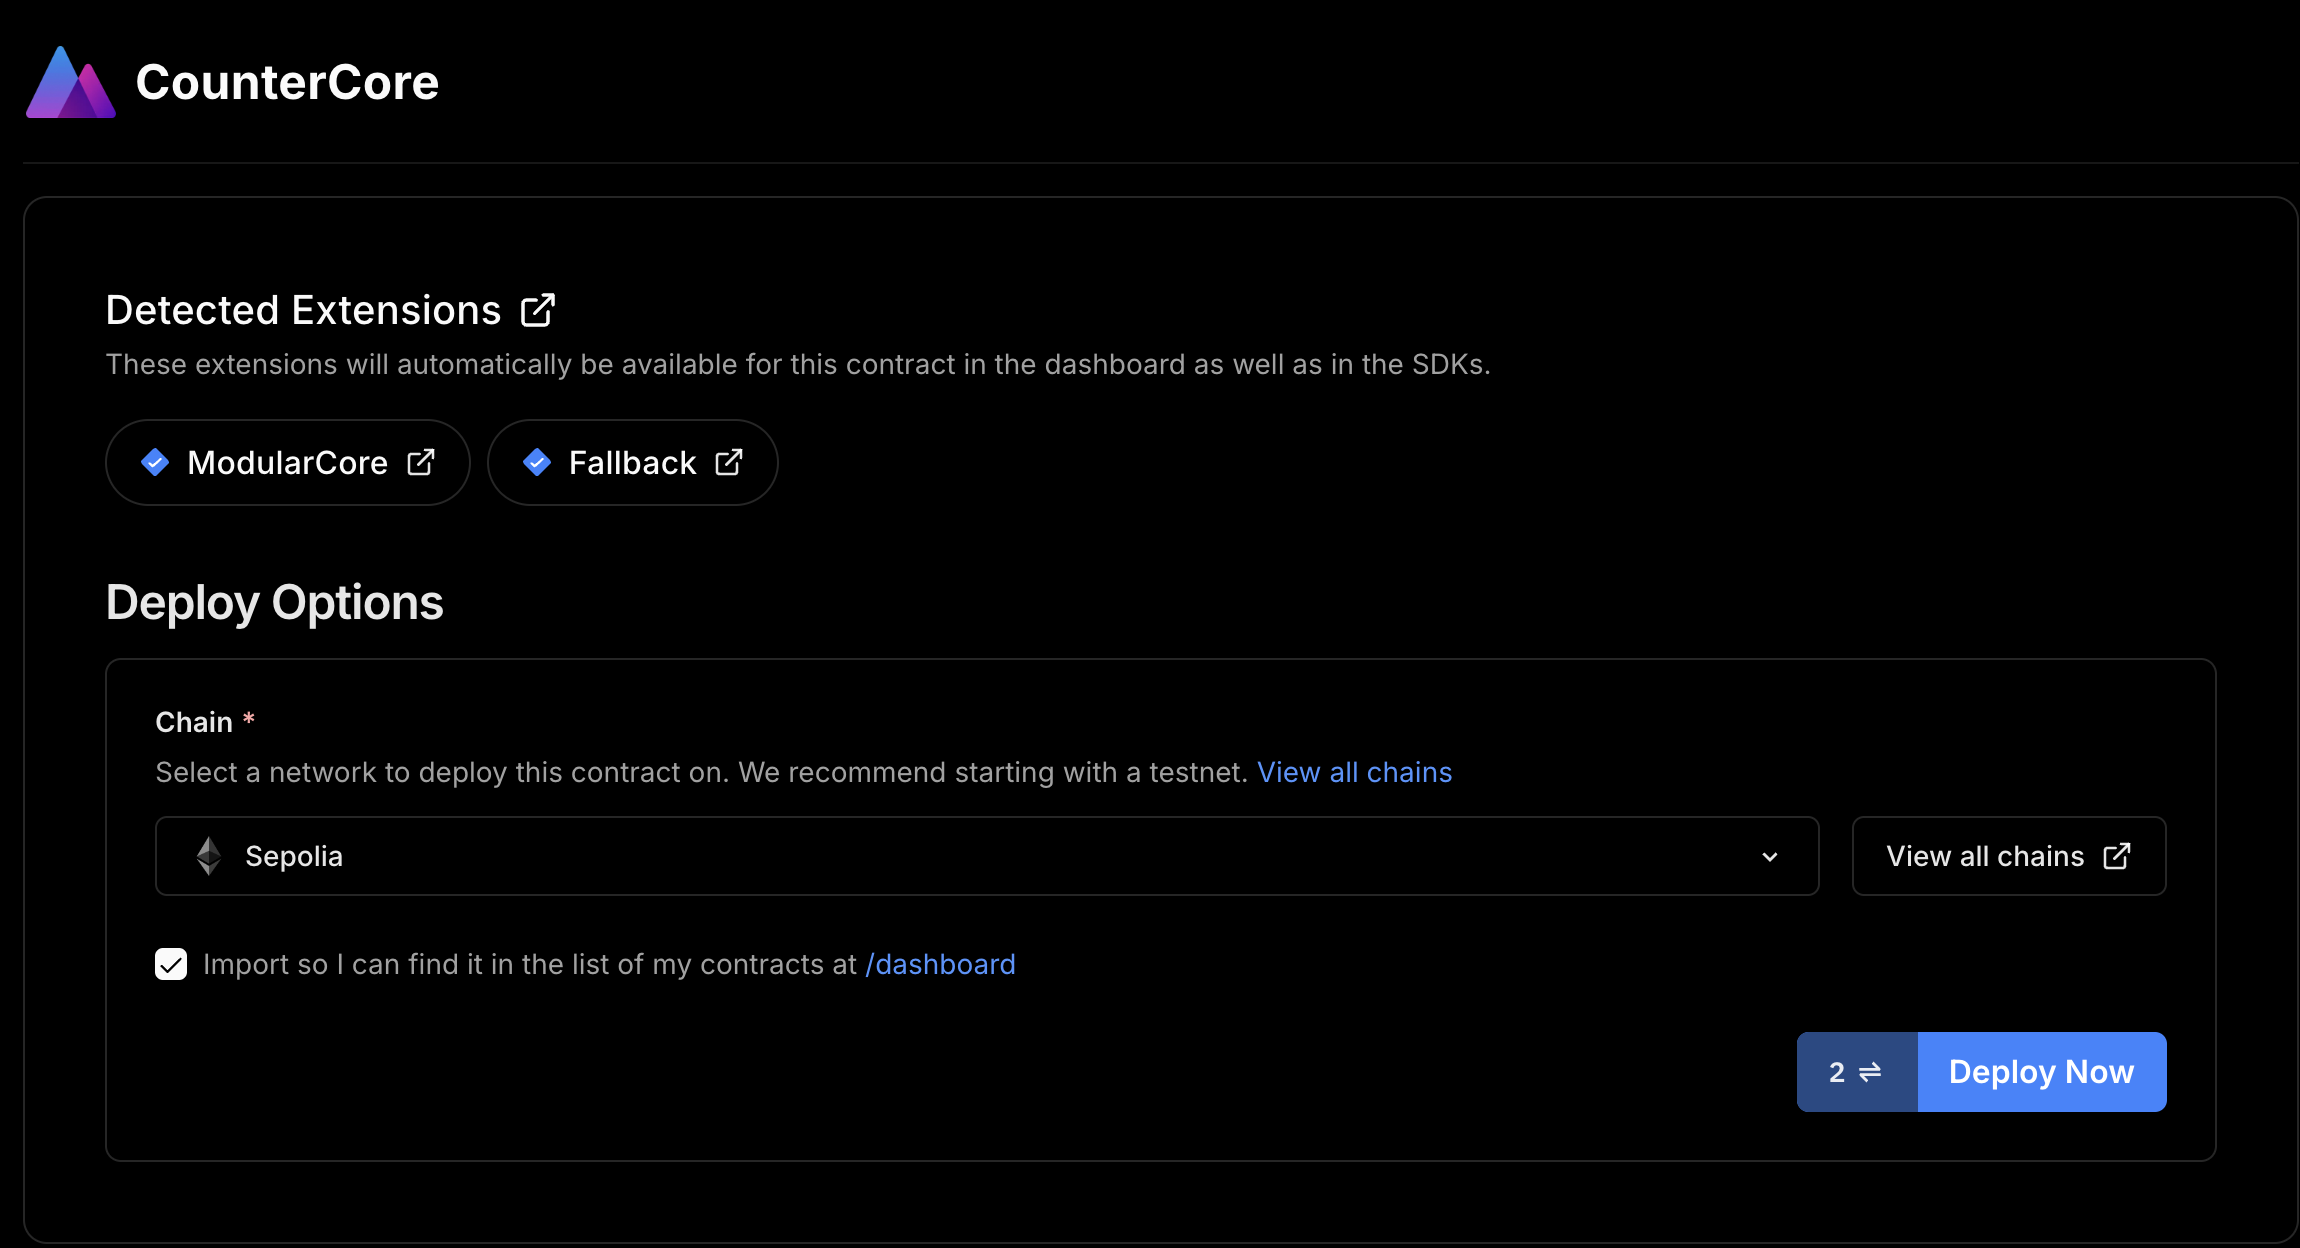 CounterCore
Detected Extensions
These extensions will automatically be available for this contract in the dashboard as well as in the SDKs.
ModularCore
Fallback
Deploy Options
Chain *
Select a network to deploy this contract on. We recommend starting with a testnet. View all chains
Sepolia
View all chains
Import so I can find it in the list of my contracts at /dashboard
2 ⇌
Deploy Now